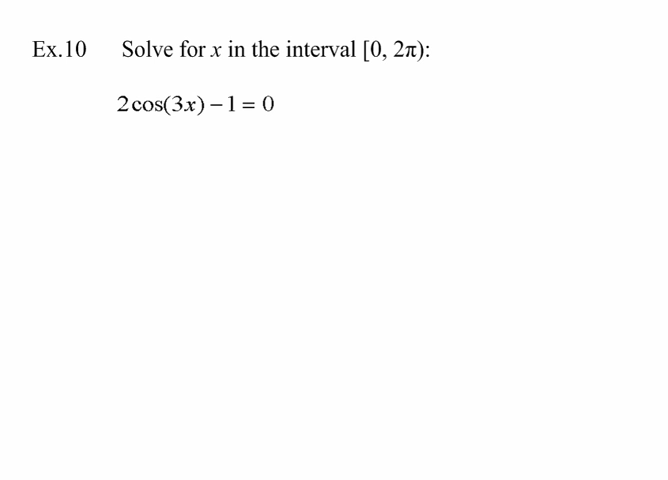 Ex.10 Solve for x in the interval [0, 2π):
2cos(3x) − 1 = 0